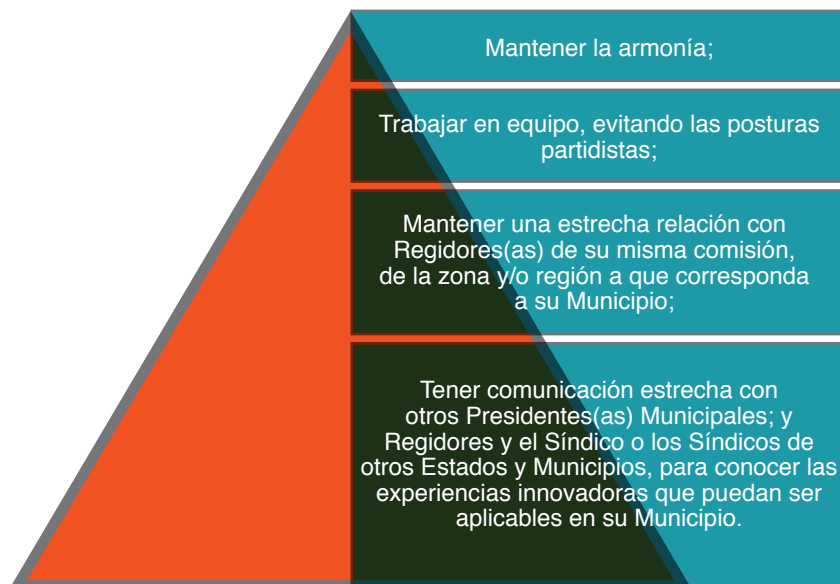 Mantener la armonía;
Trabajar en equipo, evitando las posturas
partidistas;
Mantener una estrecha relación con
Regidores(as) de su misma comisión,
de la zona y/o región a que corresponda
a su Municipio;
Tener comunicación estrecha con
otros Presidentes(as) Municipales; y
Regidores y el Síndico o los Síndicos de
otros Estados y Municipios, para conocer las
experiencias innovadoras que puedan ser
aplicables en su Municipio.